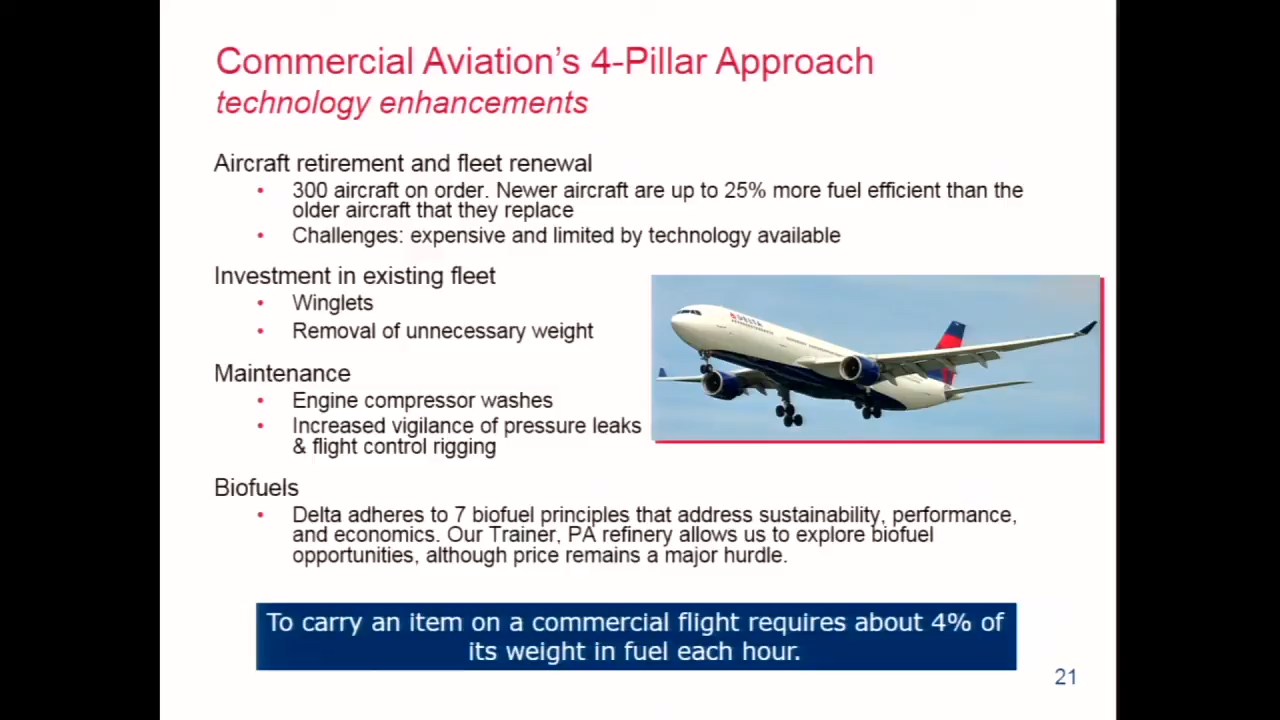 Commercial Aviation's 4-Pillar Approach
technology enhancements
Aircraft retirement and fleet renewal
• 300 aircraft on order. Newer aircraft are up to 25% more fuel efficient than the
older aircraft that they replace
• Challenges: expensive and limited by technology available
Investment in existing fleet
• Winglets
• Removal of unnecessary weight
Maintenance
• Engine compressor washes
• Increased vigilance of pressure leaks
& flight control rigging
DELTA
Biofuels
• Delta adheres to 7 biofuel principles that address sustainability, performance,
and economics. Our Trainer, PA refinery allows us to explore biofuel
opportunities, although price remains a major hurdle.
To carry an item on a commercial flight requires about 4% of
its weight in fuel each hour.
21